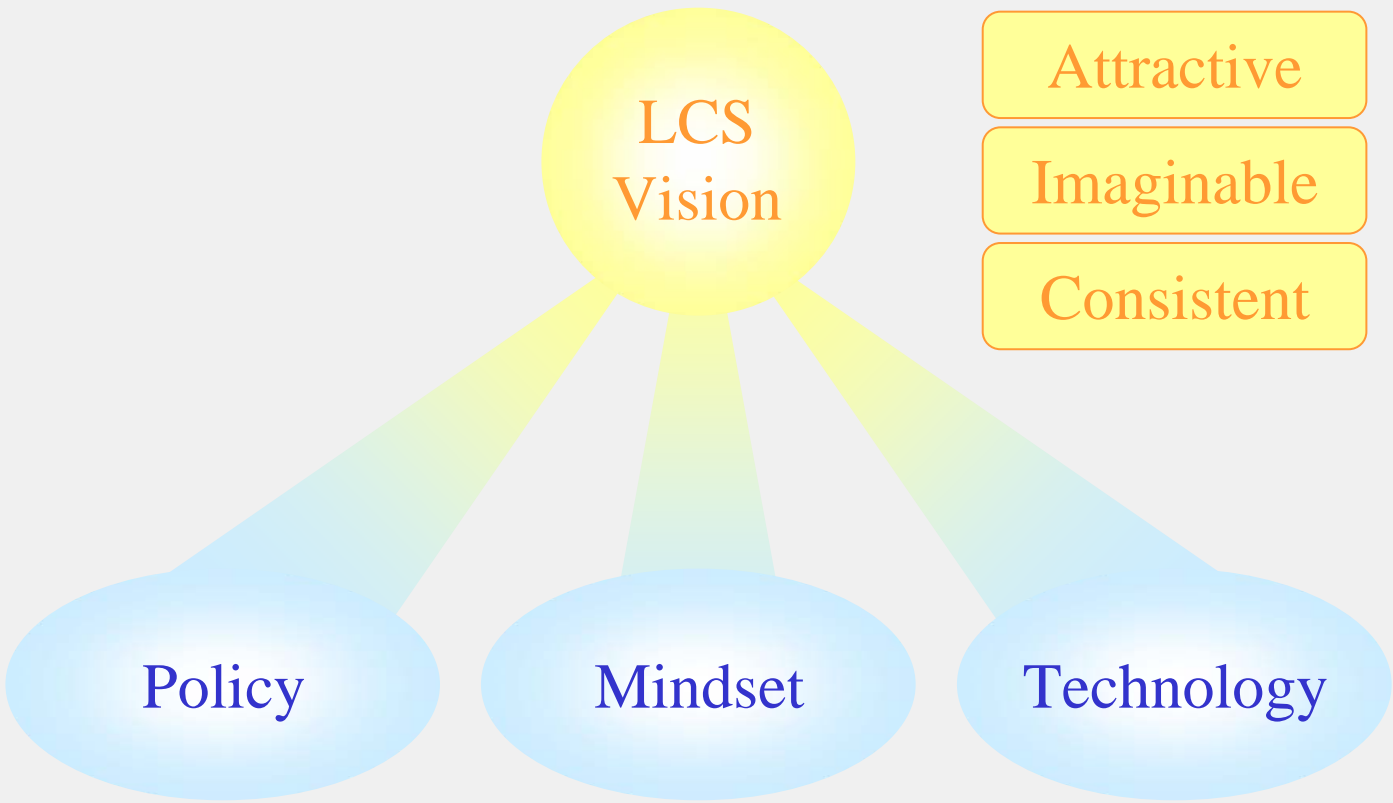 LCS
Vision
Attractive
Imaginable
Consistent
Policy
Mindset
Technology